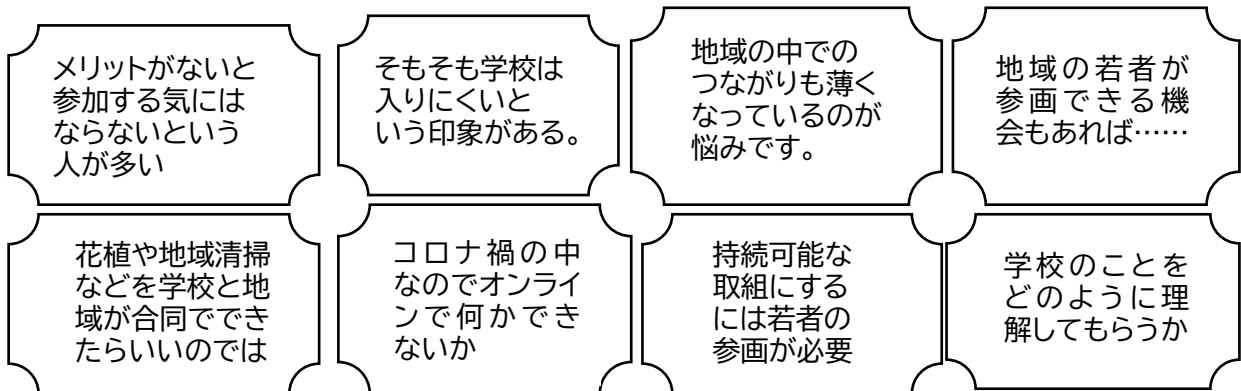 メリットがないと
参加する気には
ならないという
人が多い
そもそも学校は
入りにくいと
いう印象がある。
地域の中での
つながりも薄く
なっているのが
悩みです。
地域の若者が
参画できる機
会もあれば……
花植や地域清掃
などを学校と地
域が合同ででき
たらいいのでは
コロナ禍の中
なのでオンライ
ンで何かでき
ないか
持続可能な
取組にする
には若者の
参画が必要
学校のことを
どのように理
解してもらうか